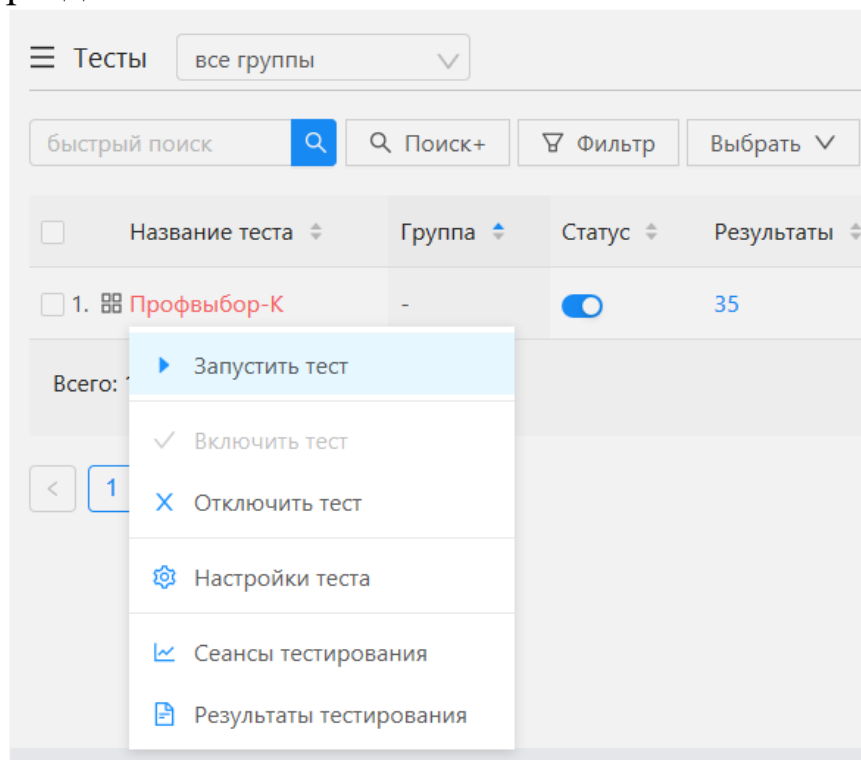 Тесты все группы
быстрый поиск Поиск+ Фильтр Выбрать
Название теста Группа Статус Результаты
1. Профвыбор-К - 35
Запустить тест
Всего:
Включить тест
< 1
Отключить тест
Настройки теста
Сеансы тестирования
Результаты тестирования